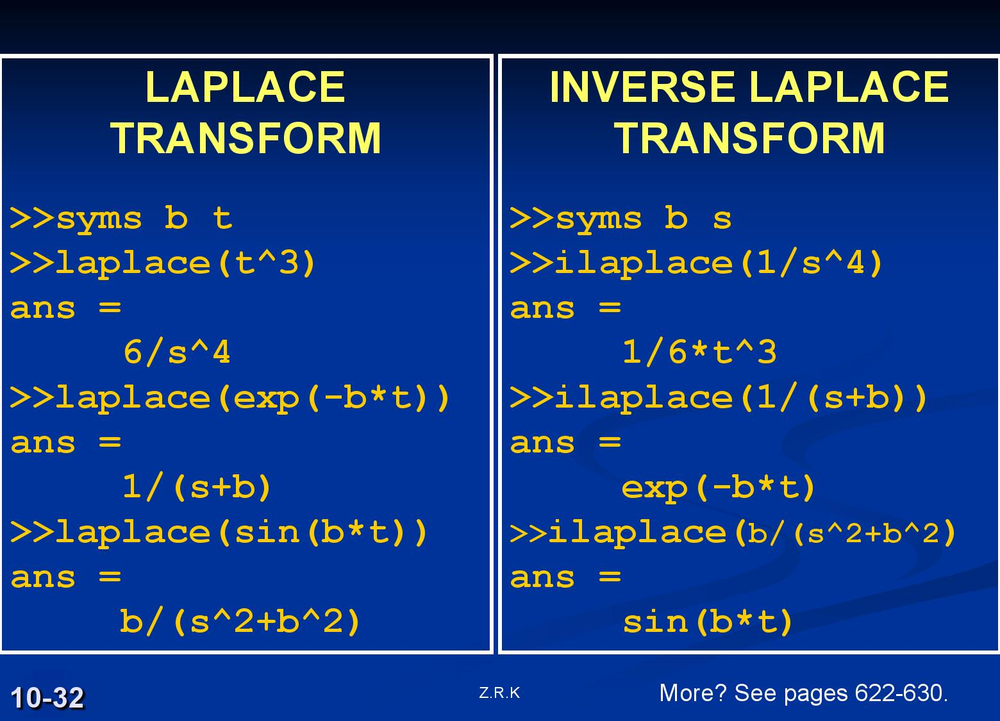 LAPLACE
TRANSFORM
>>syms b t
>>laplace(t^3)
ans =
6/s^4
>>laplace(exp(-b*t))
ans =
1/(s+b)
>>laplace(sin(b*t))
ans =
b/(s^2+b^2)
INVERSE LAPLACE
TRANSFORM
>>syms b s
>>ilaplace(1/s^4)
ans =
1/6*t^3
>>ilaplace(1/(s+b))
ans =
exp(-b*t)
>>ilaplace(b/(s^2+b^2)
ans =
sin(b*t)
10-32
Z.R.K
More? See pages 622-630.